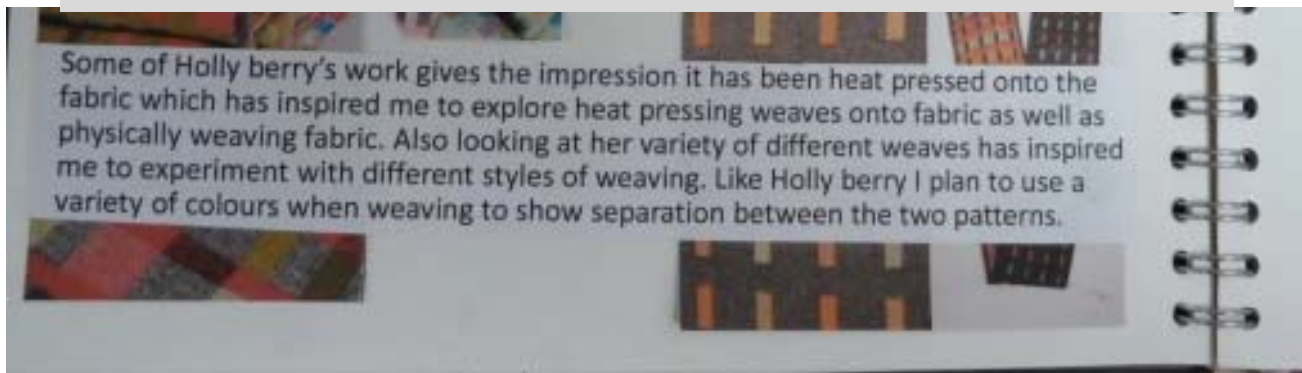 Some of Holly berry's work gives the impression it has been heat pressed onto the
fabric which has inspired me to explore heat pressing weaves onto fabric as well as
physically weaving fabric. Also looking at her variety of different weaves has inspired
me to experiment with different styles of weaving. Like Holly berry I plan to use a
variety of colours when weaving to show separation between the two patterns.